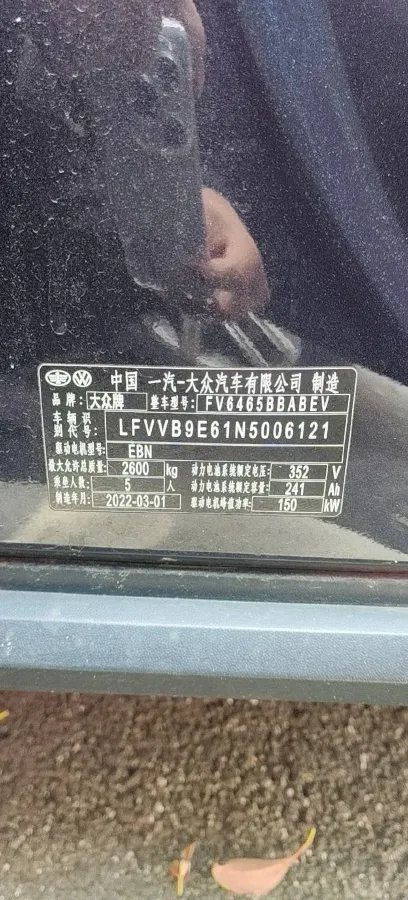 中国 一汽-大众汽车有限公司 制造
品牌: 大众牌 整车型号: FV6465BBABEV
车辆识别代号: LFVVB9E61N5006121
驱动电机型号: EBN
最大允许总质量: 2600 kg 动力电池系统额定电压: 352 V
乘坐人数: 5 人 动力电池系统额定容量: 241 Ah
制造年月: 2022-03-01 驱动电机峰值功率: 150 kW